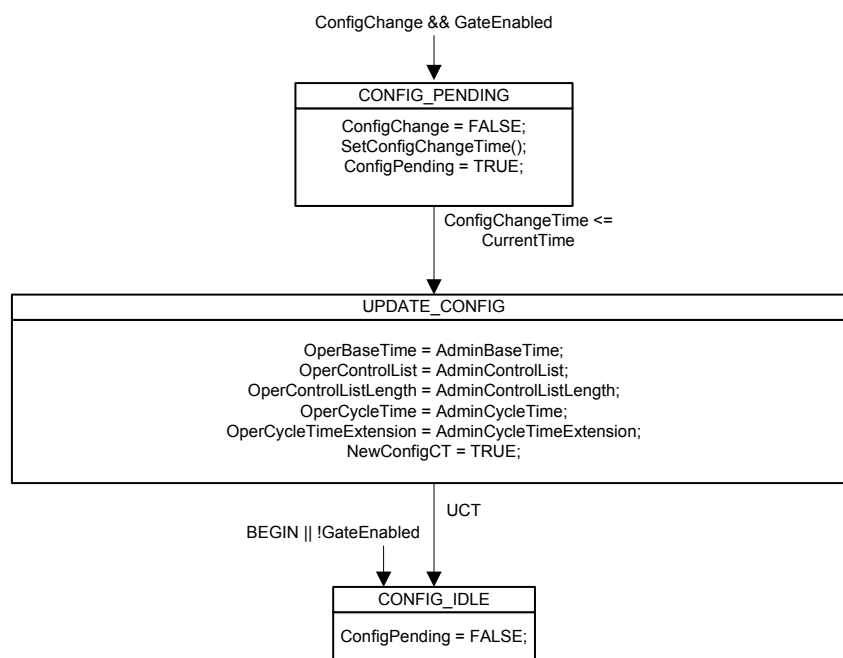 ConfigChange && GateEnabled
CONFIG_PENDING
ConfigChange = FALSE;
SetConfigChangeTime();
ConfigPending = TRUE;
ConfigChangeTime <=
CurrentTime
UPDATE_CONFIG
OperBaseTime = AdminBaseTime;
OperControlList = AdminControlList;
OperControlListLength = AdminControlListLength;
OperCycleTime = AdminCycleTime;
OperCycleTimeExtension = AdminCycleTimeExtension;
NewConfigCT = TRUE;
UCT
BEGIN || !GateEnabled
CONFIG_IDLE
ConfigPending = FALSE;